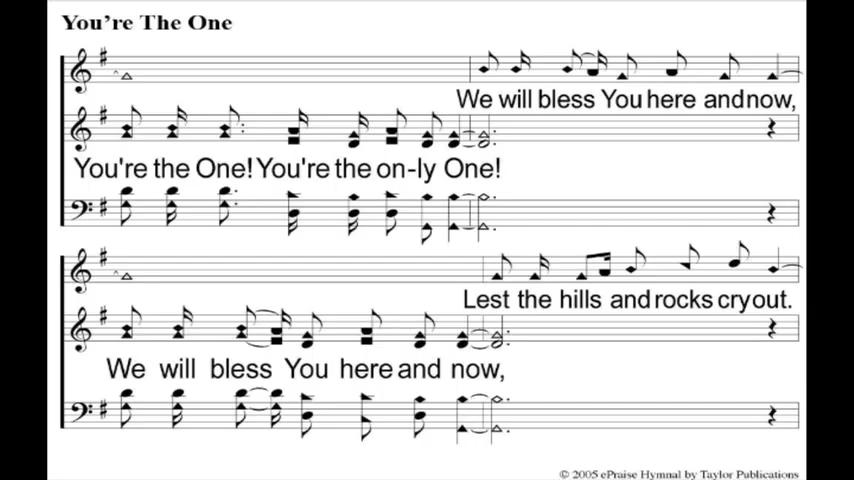 You're The One
We will bless You here and now,
You're the One! You're the on-ly One!
Lest the hills and rocks cry out.
We will bless You here and now,
© 2005 ePraise Hymnal by Taylor Publications